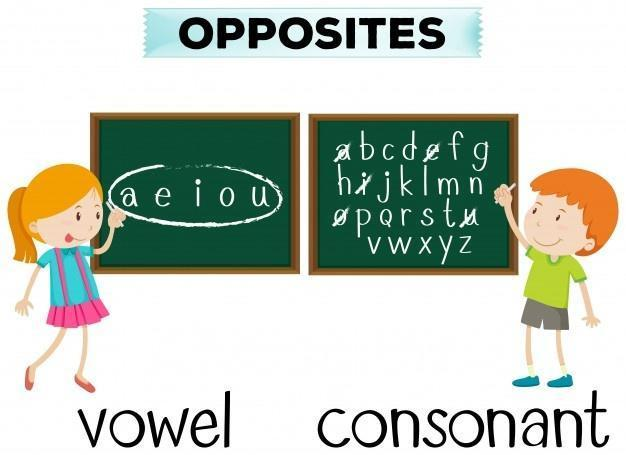 OPPOSITES
a e i o u
a b c d e f g
h i j k l m n
o p q r s t u
v w x y z
vowel
consonant